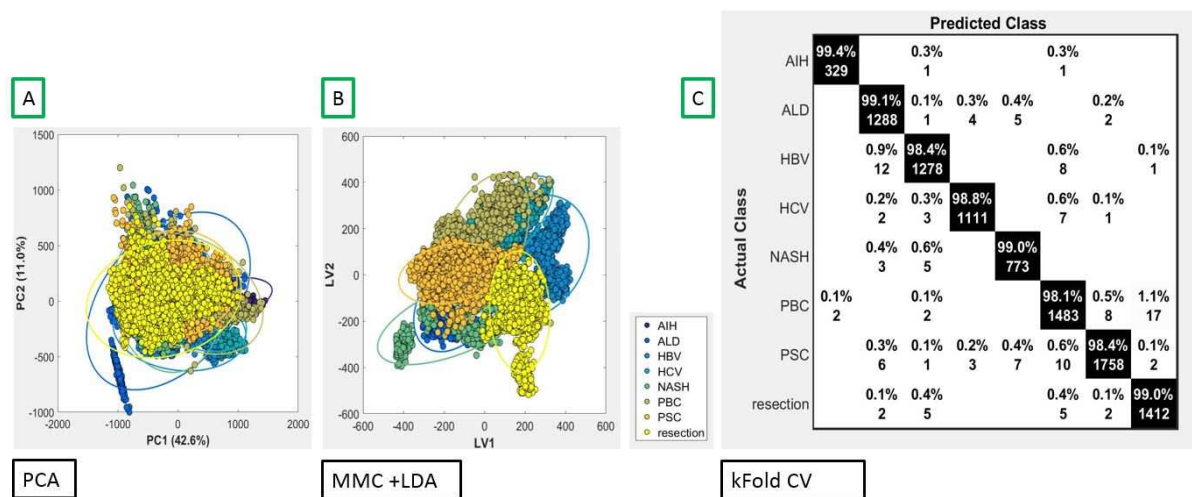 A
1500
1000
500
0
-500
-1000
-2000 -1000 0 1000 2000
PC2 (11.0%)
PC1 (42.6%)
PCA
B
600
400
200
0
-200
-400
-600
-600 -400 -200 0 200 400 600
LV2
LV1
MMC +LDA
AIH
ALD
HBV
HCV
NASH
PBC
PSC
resection
C
Predicted Class
Actual Class
AIH 99.4% 0.3% 0.3%
329 1 1
ALD 99.1% 0.1% 0.3% 0.4% 0.2%
1288 1 4 5 2
HBV 0.9% 98.4% 0.6% 0.1%
12 1278 8 1
HCV 0.2% 0.3% 98.8% 0.6% 0.1%
2 3 1111 7 1
NASH 0.4% 0.6% 99.0%
3 5 773
PBC 0.1% 0.1% 98.1% 0.5% 1.1%
2 2 1483 8 17
PSC 0.3% 0.1% 0.2% 0.4% 0.6% 98.4% 0.1%
6 1 3 7 10 1758 2
resection 0.1% 0.4% 0.4% 0.1% 99.0%
2 5 5 2 1412
kFold CV